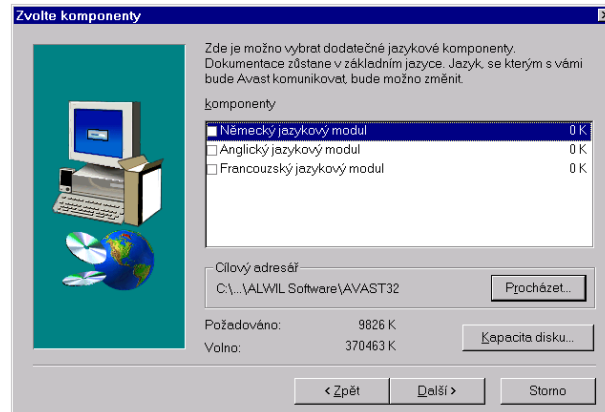 Zvolte komponenty
Zde je možno vybrat dodatečné jazykové komponenty.
Dokumentace zůstane v základním jazyce. Jazyk, se kterým s vámi
bude Avast komunikovat, bude možno změnit.
komponenty
Německý jazykový modul 0 K
Anglický jazykový modul 0 K
Francouzský jazykový modul 0 K
Cílový adresář
C:\...\ALWIL Software\AVAST32 Procházet...
Požadováno: 9826 K
Volno: 370463 K
Kapacita disku...
< Zpět Další > Storno